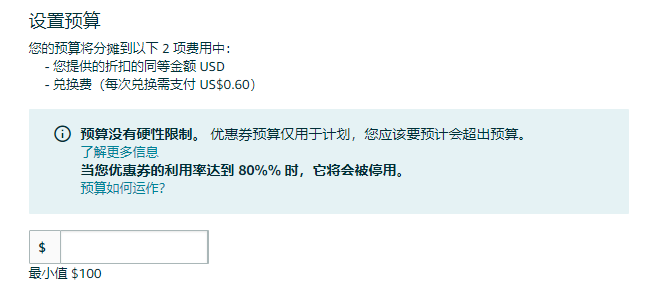 设置预算
您的预算将分摊到以下 2 项费用中：
- 您提供的折扣的同等金额 USD
- 兑换费（每次兑换需支付 US$0.60）
预算没有硬性限制。 优惠券预算仅用于计划，您应该要预计会超出预算。
了解更多信息
当您优惠券的利用率达到 80%% 时，它将会被停用。
预算如何运作？
$
最小值 $100